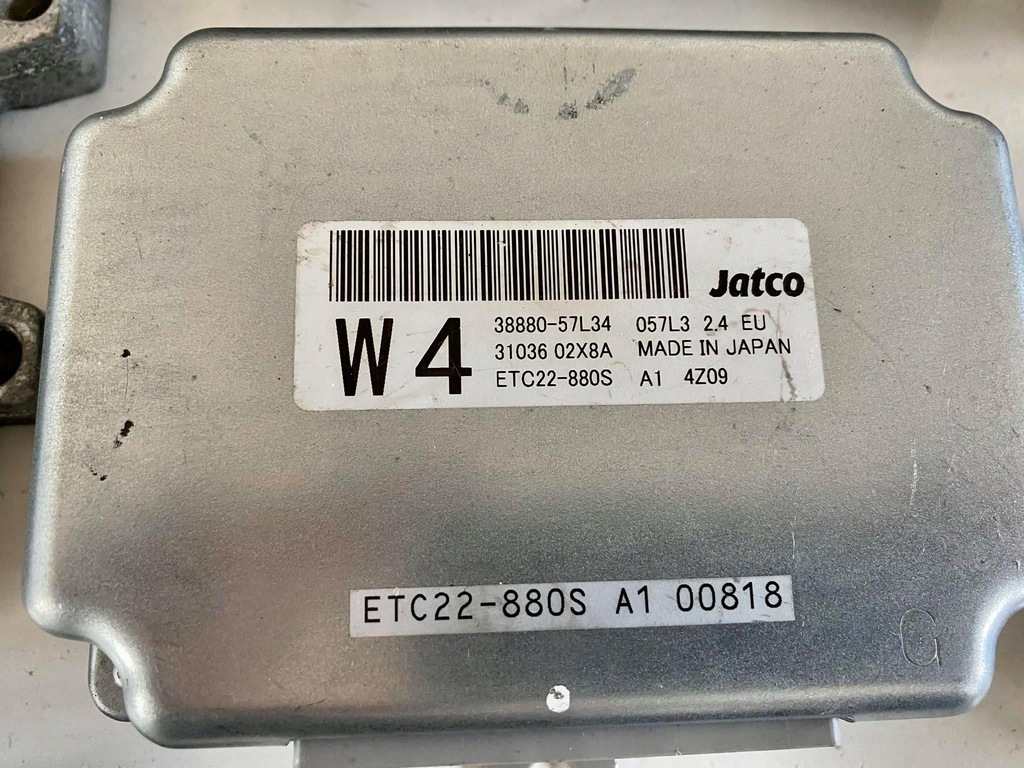 Jatco
W4
38880-57L34 057L3 2.4 EU
31036 02X8A MADE IN JAPAN
ETC22-880S A1 4Z09
ETC22-880S A1 00818
G